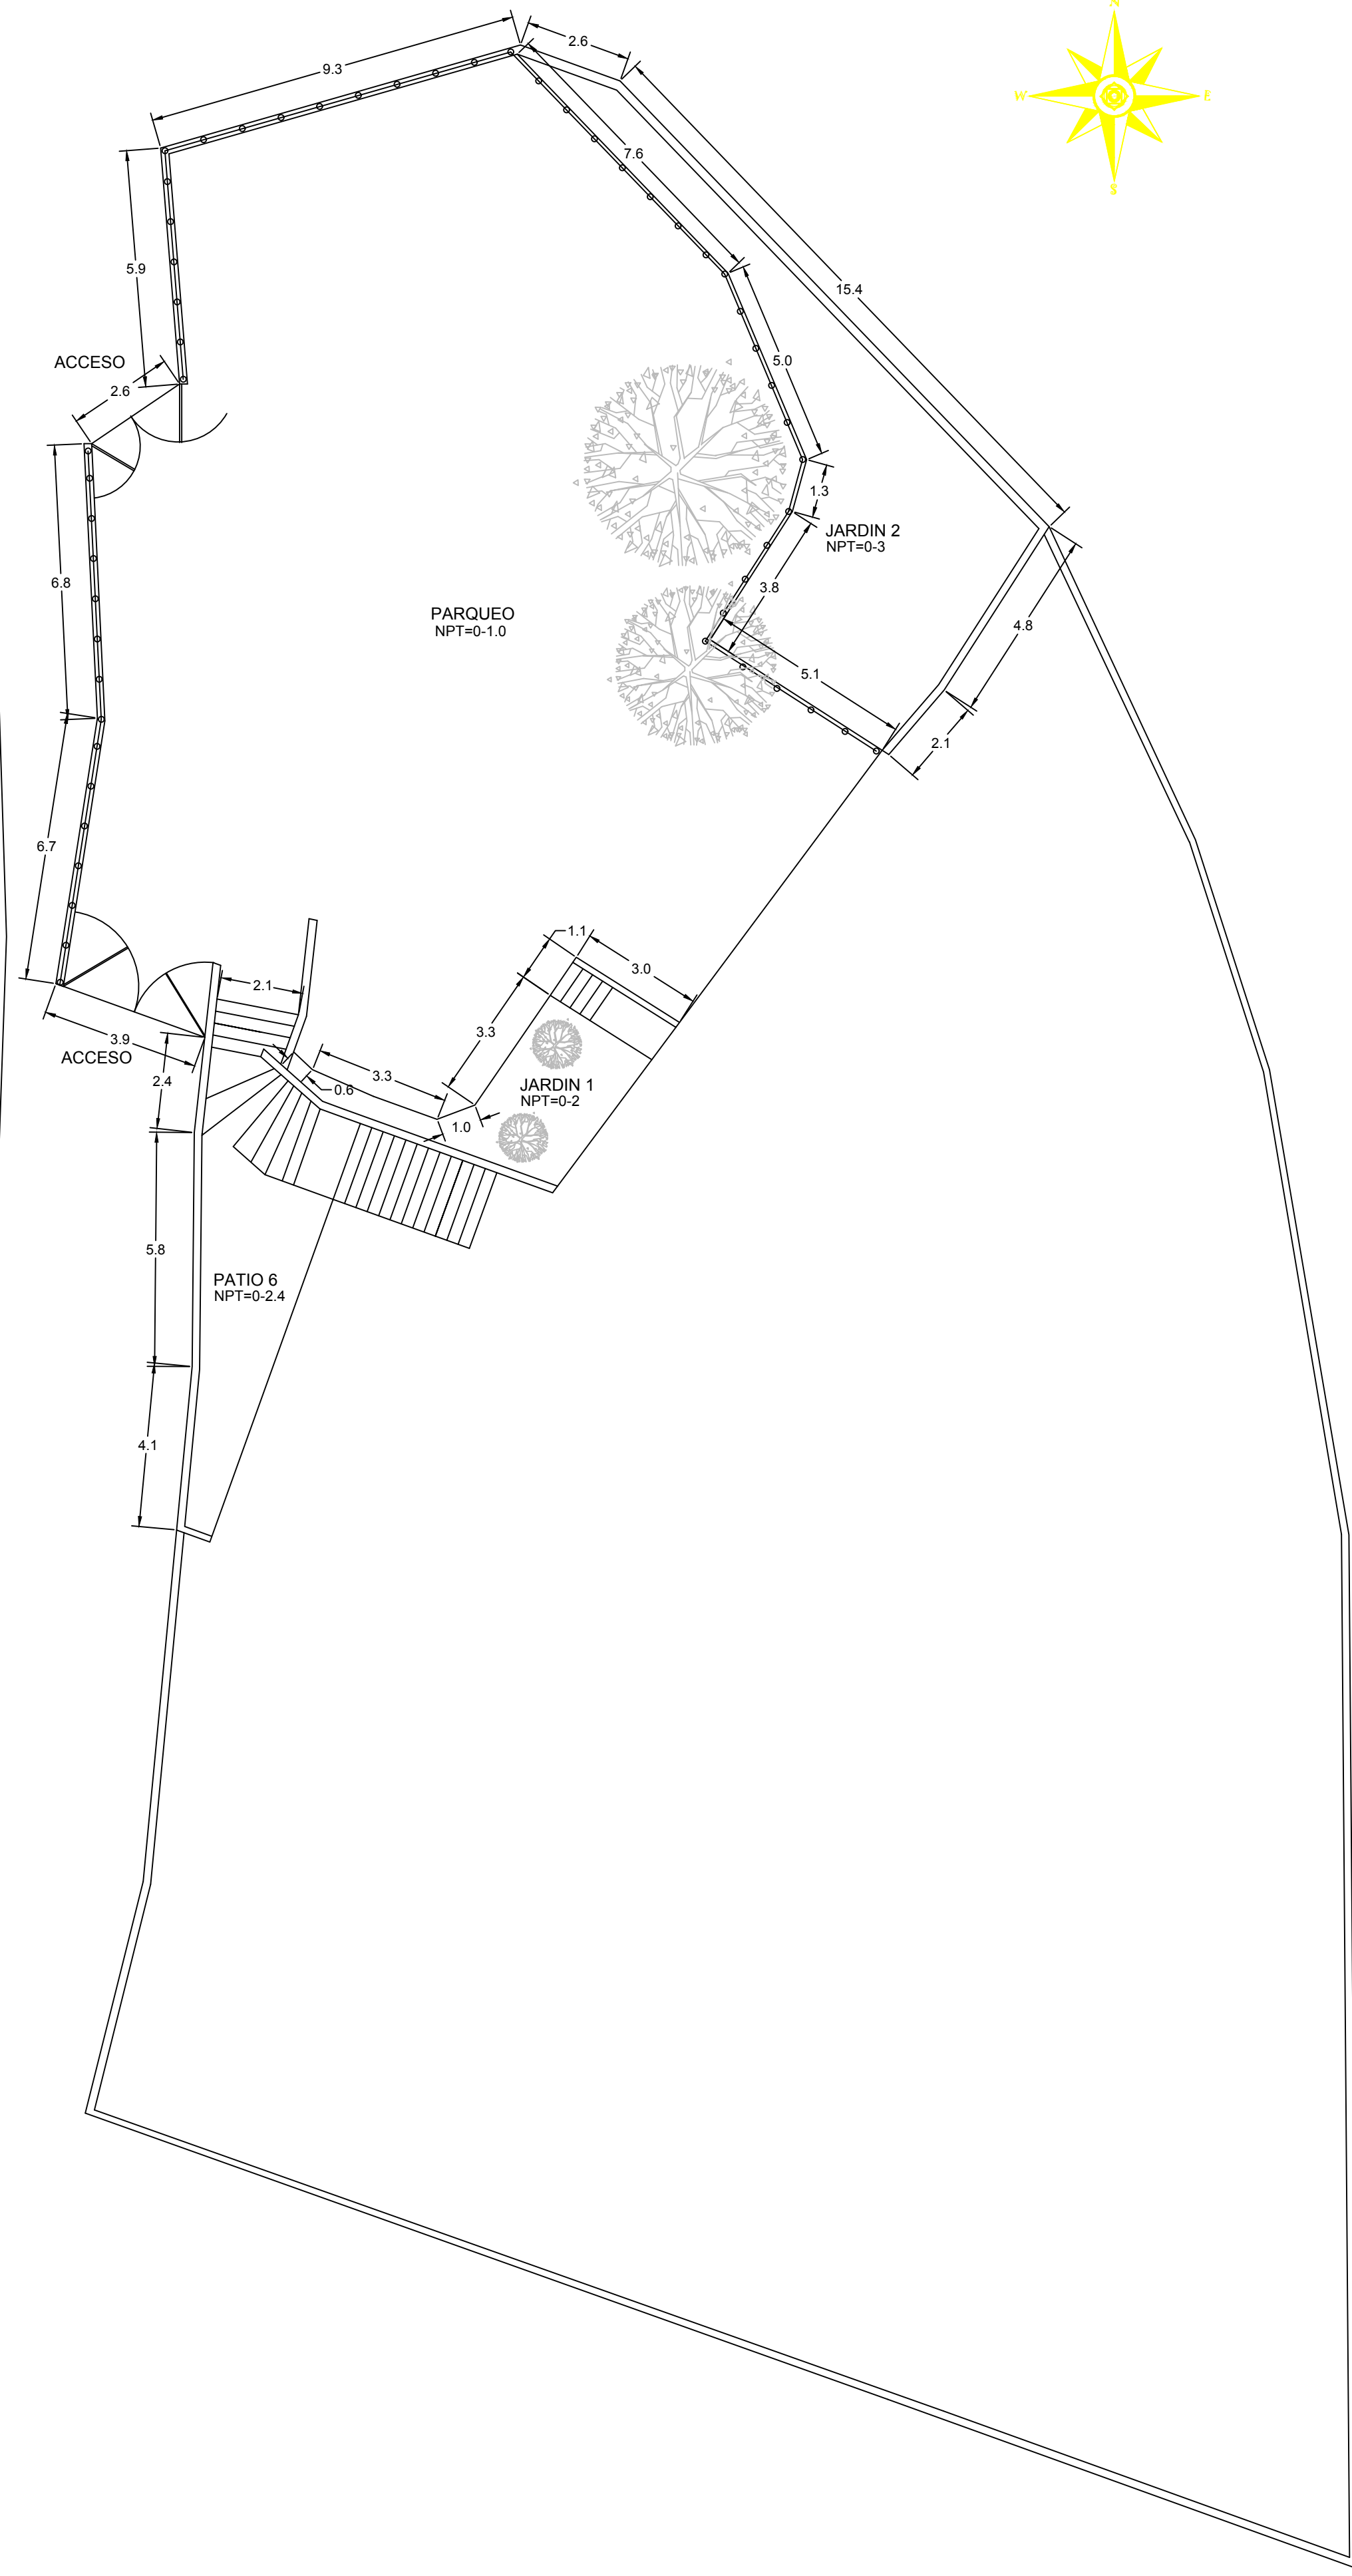 N
W
E
S
2.6
9.3
7.6
5.9
15.4
ACCESO
5.0
2.6
1.3
JARDIN 2
NPT=0-3
6.8
3.8
PARQUEO
NPT=0-1.0
4.8
5.1
2.1
6.7
1.1
3.0
2.1
3.3
3.9
ACCESO
2.4
3.3
0.6
JARDIN 1
NPT=0-2
1.0
5.8
PATIO 6
NPT=0-2.4
4.1